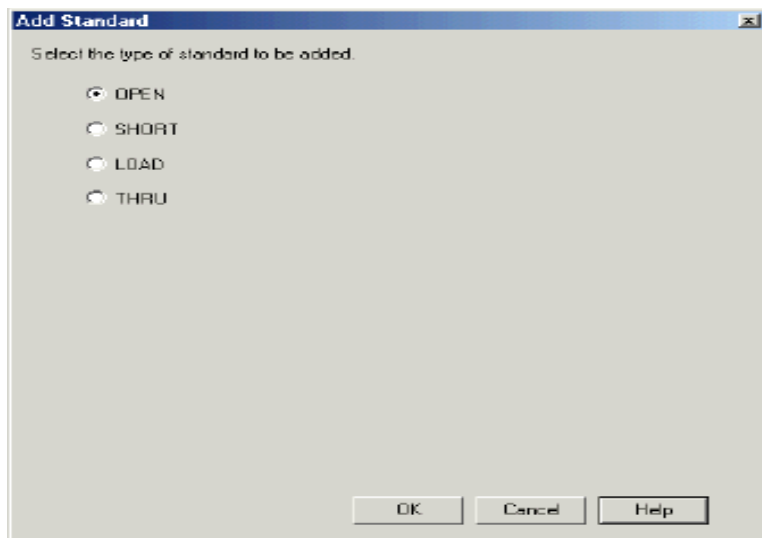 Add Standard
Select the type of standard to be added.
OPEN
SHORT
LOAD
THRU
OK Cancel Help